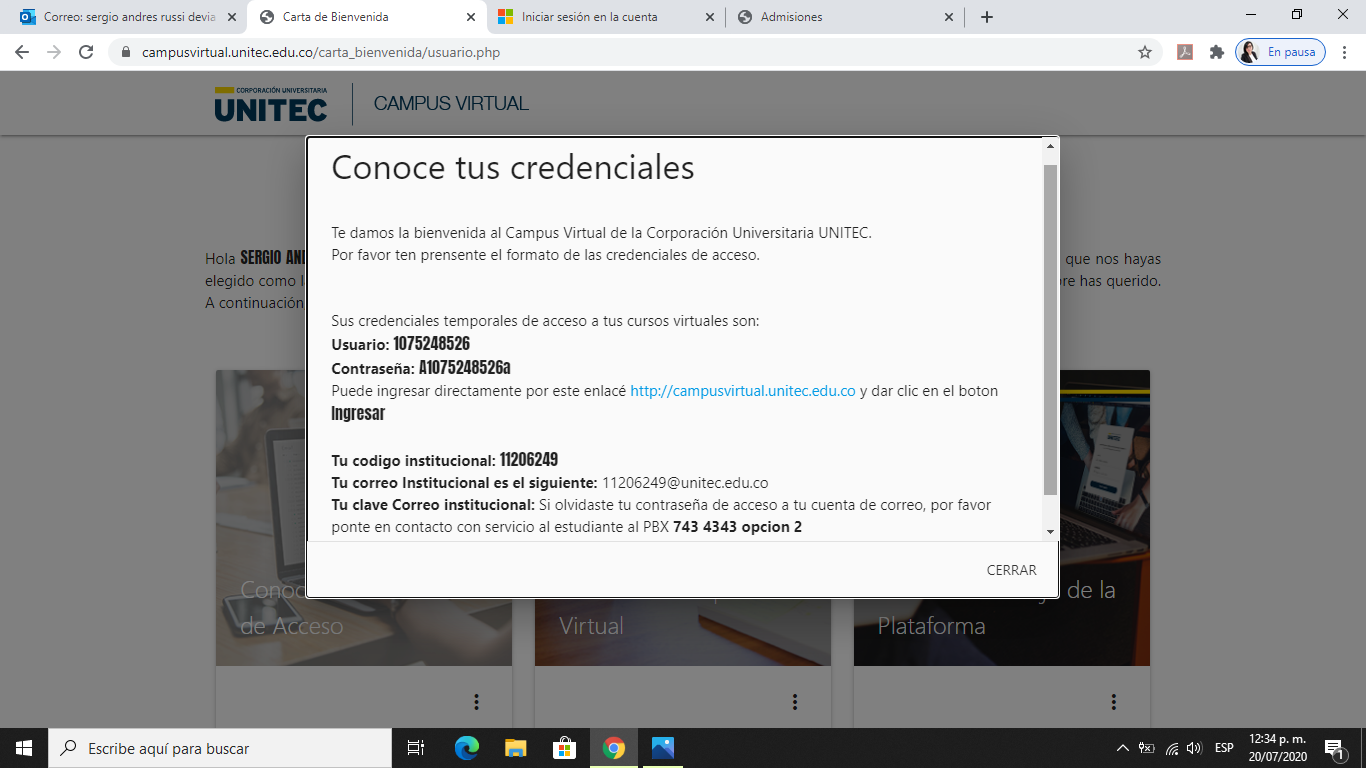 Correo: sergio andres russi devia
Carta de Bienvenida
Iniciar sesión en la cuenta
Admisiones
campusvirtual.unitec.edu.co/carta_bienvenida/usuario.php
En pausa
CORPORACIÓN UNIVERSITARIA
UNITEC
CAMPUS VIRTUAL
Conoce tus credenciales
Te damos la bienvenida al Campus Virtual de la Corporación Universitaria UNITEC.
Por favor ten prensente el formato de las credenciales de acceso.
Hola SERGIO que nos hayas
elegido como has querido.
A continuación
Sus credenciales temporales de acceso a tus cursos virtuales son:
Usuario: 1075248526
Contraseña: A1075248526a
Puede ingresar directamente por este enlacé http://campusvirtual.unitec.edu.co y dar clic en el boton
Ingresar
Tu codigo institucional: 11206249
Tu correo Institucional es el siguiente: 11206249@unitec.edu.co
Tu clave Correo institucional: Si olvidaste tu contraseña de acceso a tu cuenta de correo, por favor
ponte en contacto con servicio al estudiante al PBX 743 4343 opcion 2
CERRAR
de la
de Acceso
Virtual
Plataforma
Escribe aquí para buscar
ESP
12:34 p. m.
20/07/2020
1